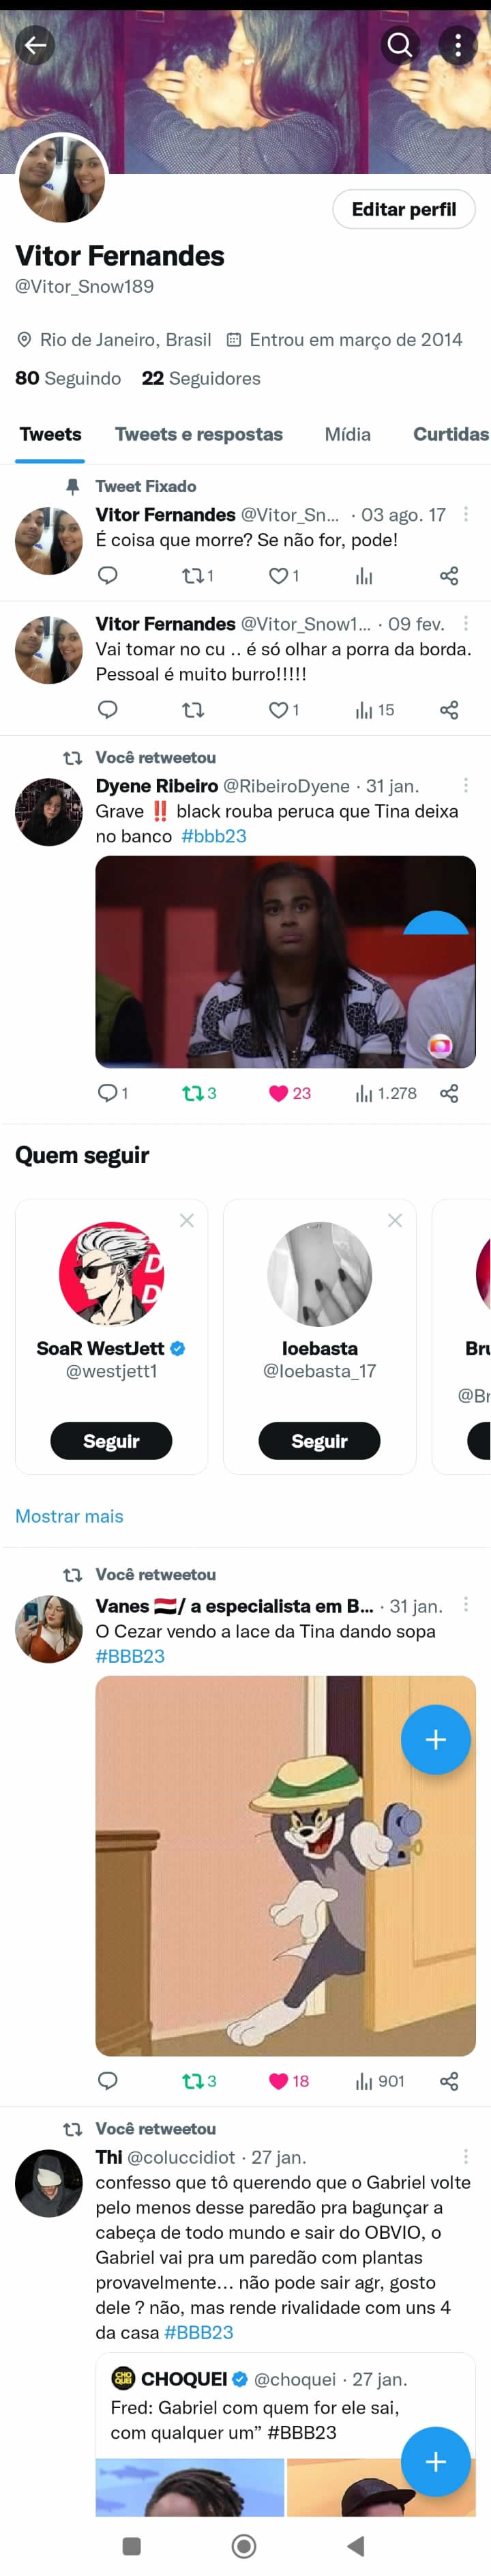 Editar perfil
Vitor Fernandes
@Vitor_Snow189
Rio de Janeiro, Brasil Entrou em março de 2014
80 Seguindo 22 Seguidores
Tweets Tweets e respostas Mídia Curtidas
Tweet Fixado
Vitor Fernandes @Vitor_Sn... · 03 ago. 17
É coisa que morre? Se não for, pode!
1 1
Vitor Fernandes @Vitor_Snow1... · 09 fev.
Vai tomar no cu .. é só olhar a porra da borda.
Pessoal é muito burro!!!!!
1 15
Você retweetou
Dyene Ribeiro @RibeiroDyene · 31 jan.
Grave ‼️ black rouba peruca que Tina deixa
no banco #bbb23
1 3 23 1.278
Quem seguir
SoaR WestJett loebasta Bru
@westjett1 @loebasta_17
@Br
Seguir Seguir
Mostrar mais
Você retweetou
Vanes 🇾🇪/ a especialista em B... · 31 jan.
O Cezar vendo a lace da Tina dando sopa
#BBB23
3 18 901
Você retweetou
Thi @coluccidiot · 27 jan.
confesso que tô querendo que o Gabriel volte
pelo menos desse paredão pra bagunçar a
cabeça de todo mundo e sair do OBVIO, o
Gabriel vai pra um paredão com plantas
provavelmente... não pode sair agr, gosto
dele ? não, mas rende rivalidade com uns 4
da casa #BBB23
CHOQUEI @choquei · 27 jan.
Fred: Gabriel com quem for ele sai,
com qualquer um” #BBB23